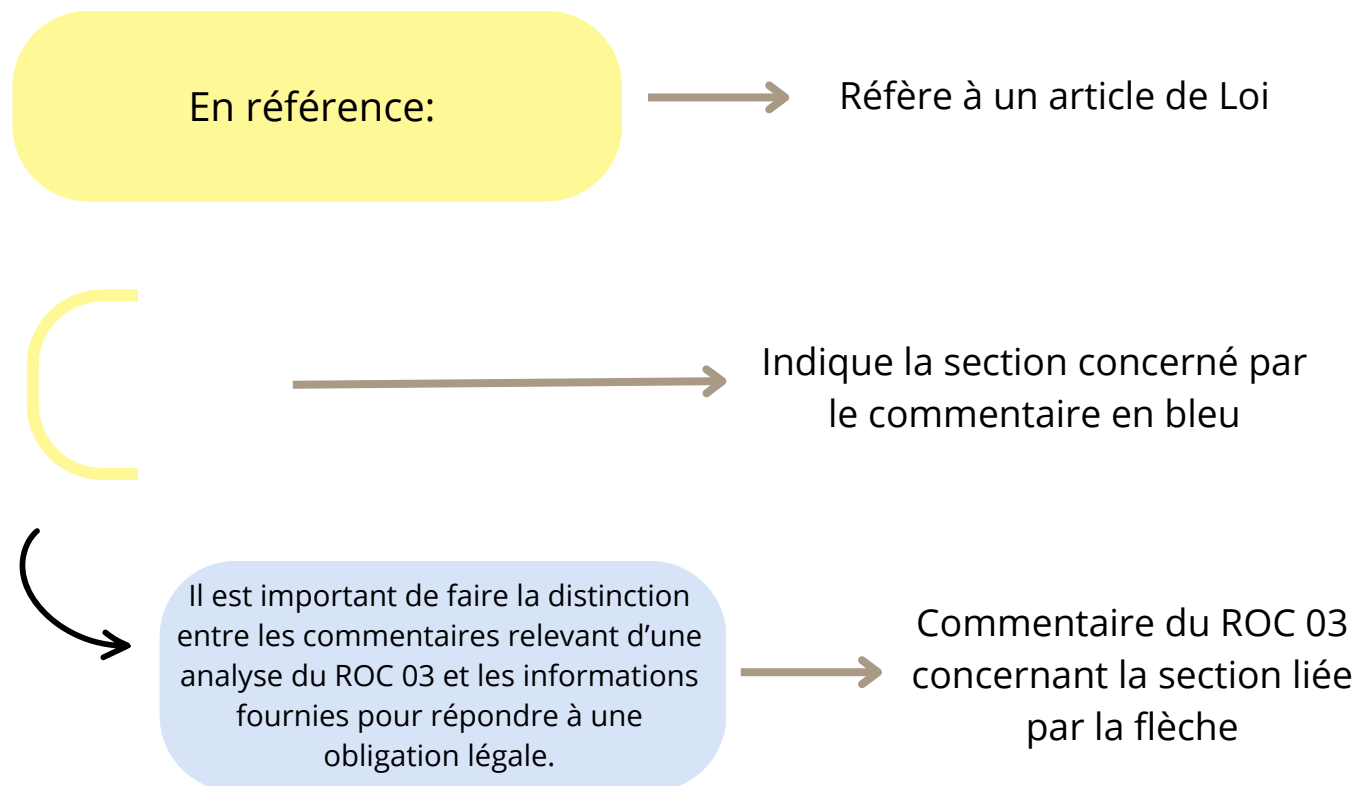 En référence:
Réfère à un article de Loi
Indique la section concerné par
le commentaire en bleu
Il est important de faire la distinction
entre les commentaires relevant d’une
analyse du ROC 03 et les informations
fournies pour répondre à une
obligation légale.
Commentaire du ROC 03
concernant la section liée
par la flèche